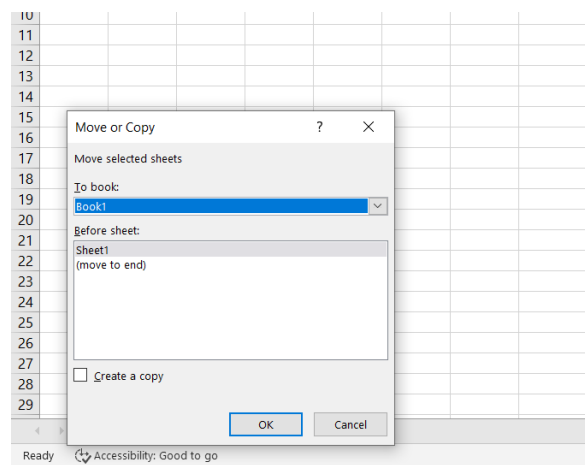 10
11
12
13
14
15
16
17
18
19
20
21
22
23
24
25
26
27
28
29
Move or Copy ?
Move selected sheets
To book:
Book1
Before sheet:
Sheet1
(move to end)
Create a copy
OK Cancel
Ready Accessibility: Good to go